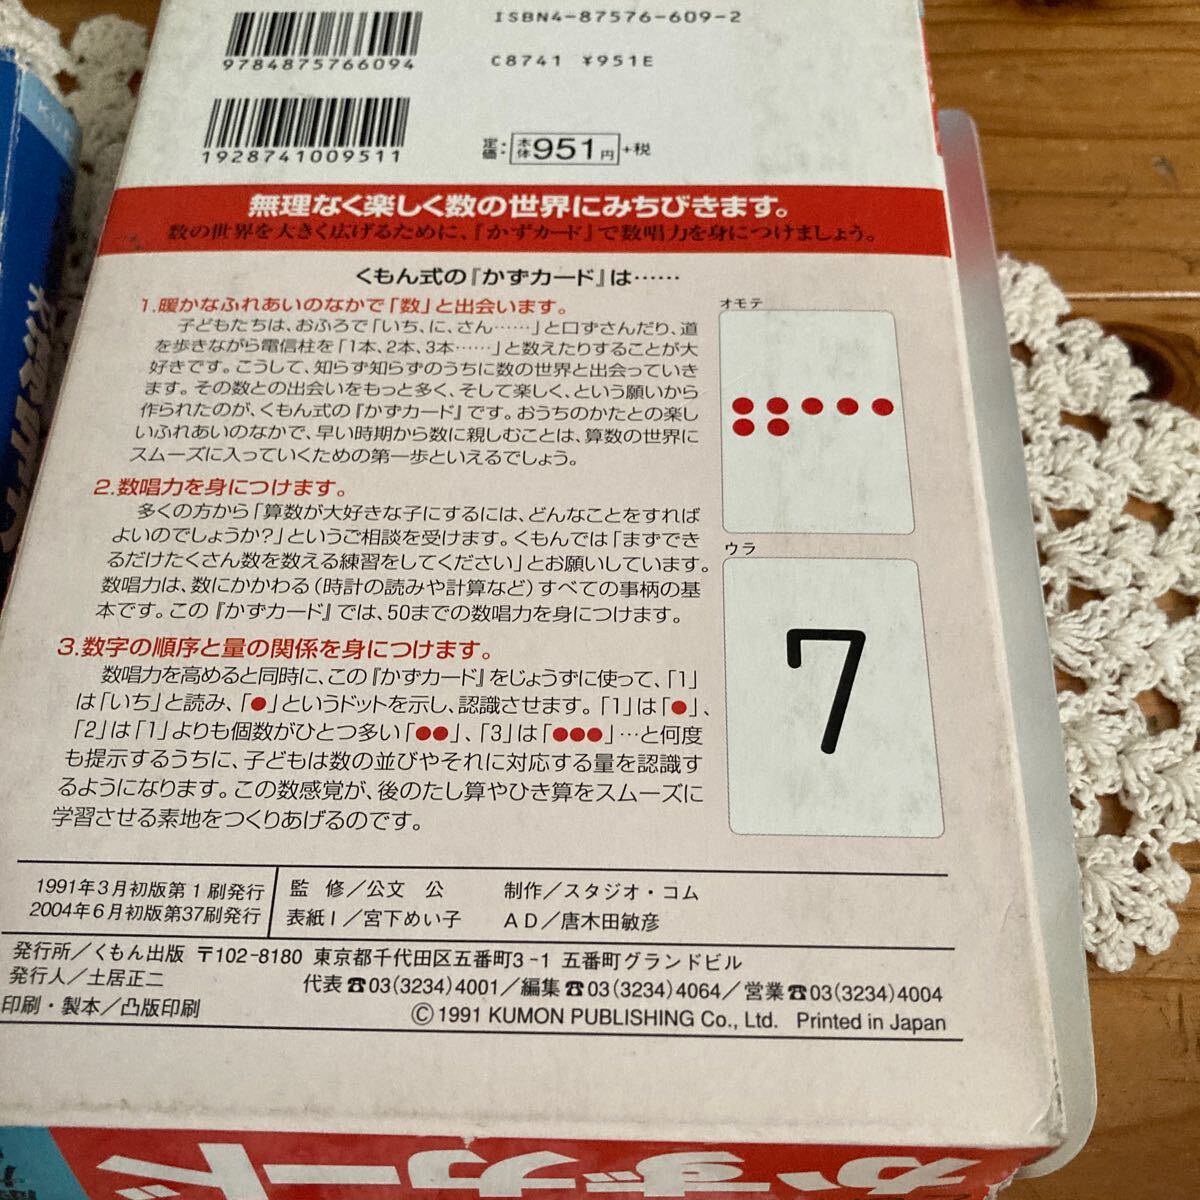 ISBN4-87576-609-2
9784875766094
C8741 ¥951E
1928741009511
定価:本体951円+税
無理なく楽しく数の世界にみちびきます。
数の世界を大きく広げるために、『かずカード』で数唱力を身につけましょう。
くもん式の『かずカード』は……
1.暖かなふれあいのなかで「数」と出会います。
子どもたちは、おふろで「いち、に、さん……」と口ずさんだり、道
を歩きながら電信柱を「1本、2本、3本……」と数えたりすることが大
好きです。こうして、知らず知らずのうちに数の世界と出会っていき
ます。その数との出会いをもっと多く、そして楽しく、という願いから
作られたのが、くもん式の『かずカード』です。おうちのかたとの楽し
いふれあいのなかで、早い時期から数に親しむことは、算数の世界に
スムーズに入っていくための第一歩といえるでしょう。
2.数唱力を身につけます。
多くの方から「算数が大好きな子にするには、どんなことをすれば
よいのでしょうか?」というご相談を受けます。くもんでは「まずでき
るだけたくさん数を数える練習をしてください」とお願いしています。
数唱力は、数にかかわる(時計の読みや計算など)すべての事柄の基
本です。この『かずカード』では、50までの数唱力を身につけます。
3.数字の順序と量の関係を身につけます。
数唱力を高めると同時に、この『かずカード』をじょうずに使って、「1」
は「いち」と読み、「●」というドットを示し、認識させます。「1」は「●」、
「2」は「1」よりも個数がひとつ多い「●●」、「3」は「●●●」…と何度
も提示するうちに、子どもは数の並びやそれに対応する量を認識す
るようになります。この数感覚が、後のたし算やひき算をスムーズに
学習させる素地をつくりあげるのです。
オモテ
ウラ
7
1991年3月初版第1刷発行
2004年6月初版第37刷発行
監 修/公文 公 制作/スタジオ・コム
表紙I/宮下めい子 AD/唐木田敏彦
発行所/くもん出版 〒102-8180 東京都千代田区五番町3-1 五番町グランドビル
発行人/土居正二 代表☎03(3234)4001/編集☎03(3234)4064/営業☎03(3234)4004
印刷・製本/凸版印刷 ©1991 KUMON PUBLISHING Co., Ltd. Printed in Japan
かずカード